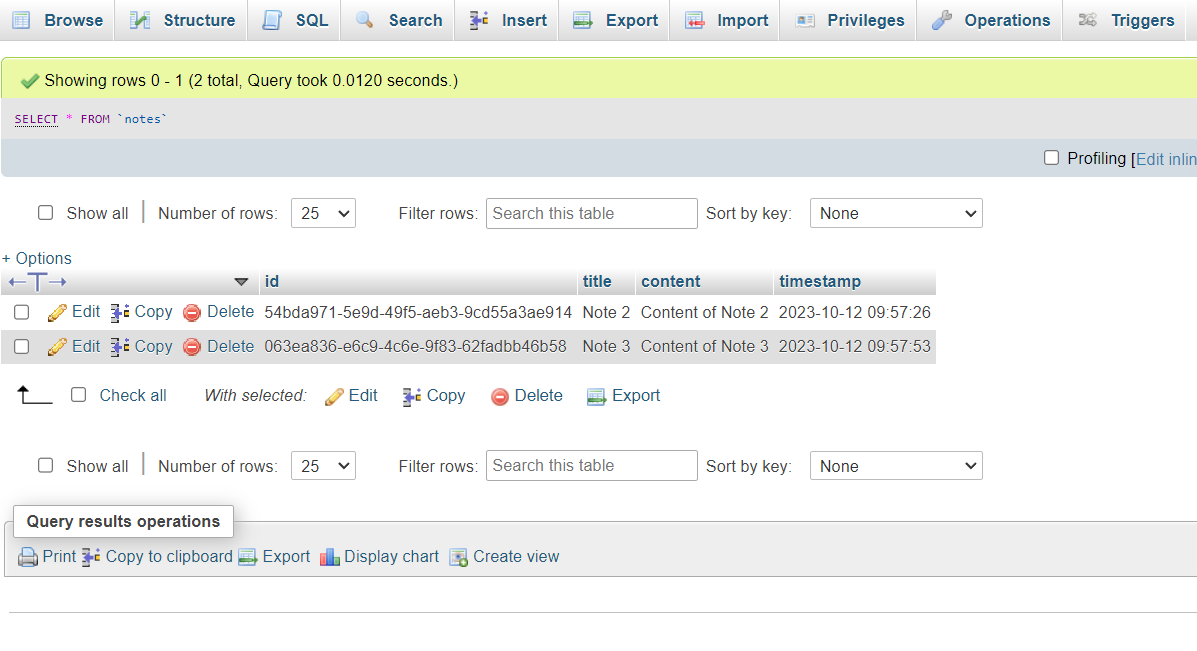 Browse Structure SQL Search Insert Export Import Privileges Operations Triggers
Showing rows 0 - 1 (2 total, Query took 0.0120 seconds.)
SELECT * FROM `notes`
Profiling [Edit inlin
Show all Number of rows: 25 Filter rows: Search this table Sort by key: None
+ Options
id title content timestamp
Edit Copy Delete 54bda971-5e9d-49f5-aeb3-9cd55a3ae914 Note 2 Content of Note 2 2023-10-12 09:57:26
Edit Copy Delete 063ea836-e6c9-4c6e-9f83-62fadbb46b58 Note 3 Content of Note 3 2023-10-12 09:57:53
Check all With selected: Edit Copy Delete Export
Show all Number of rows: 25 Filter rows: Search this table Sort by key: None
Query results operations
Print Copy to clipboard Export Display chart Create view